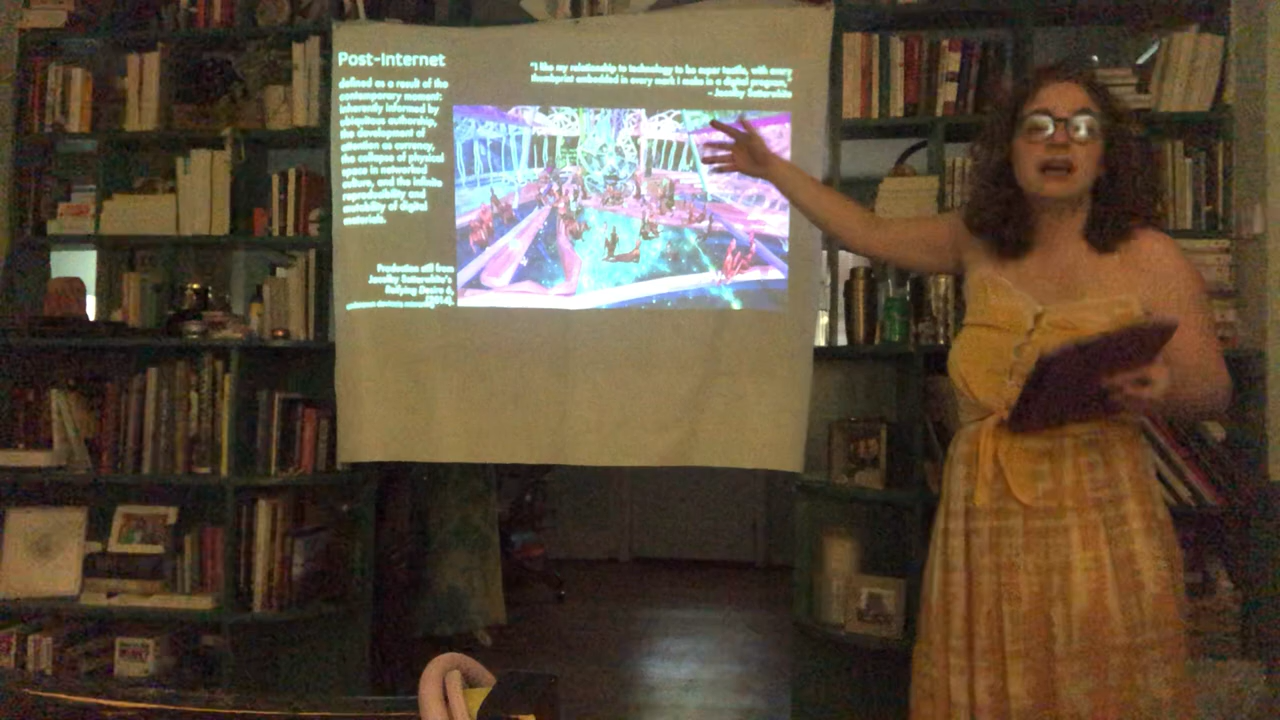 Post-Internet
defined as a result of the
contemporary moment:
inherently informed by
ubiquitous authorship,
the development of
attention as currency,
the collapse of physical
space in networked
culture, and the infinite
reproducibility and
mutability of digital
materials.
"I like my relationship to technology to be super tactile, with every
thumbprint embedded in every mark I make in a digital program."
- Jacolby Satterwhite
Production still from
Jacolby Satterwhite's
Reifying Desire 6,